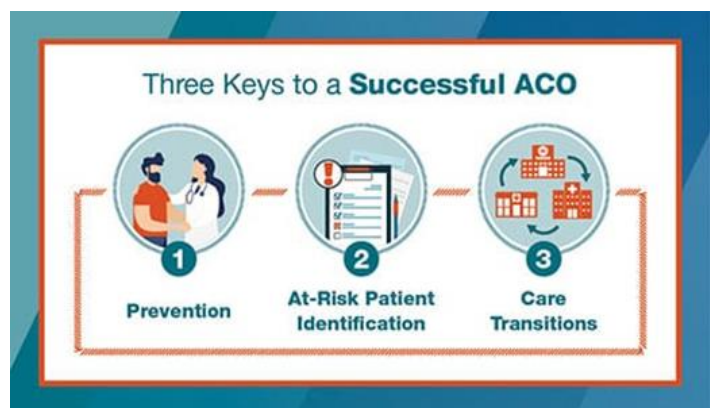 Three Keys to a Successful ACO
1
2
3
Prevention
At-Risk Patient
Identification
Care
Transitions